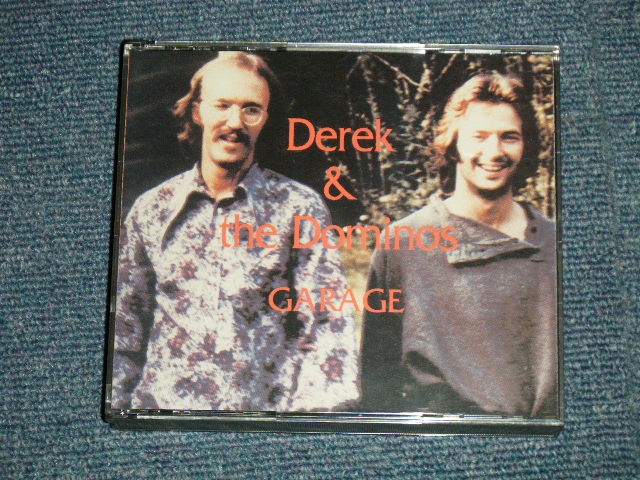 Derek
&
the Dominos
GARAGE